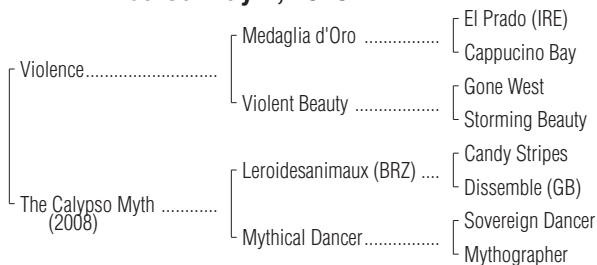 El Prado (IRE)
Medaglia d'Oro ................
Cappucino Bay
Violence............................
Gone West
Violent Beauty ..................
Storming Beauty
Candy Stripes
Leroidesanimaux (BRZ) ....
Dissemble (GB)
The Calypso Myth ............
(2008)
Sovereign Dancer
Mythical Dancer................
Mythographer